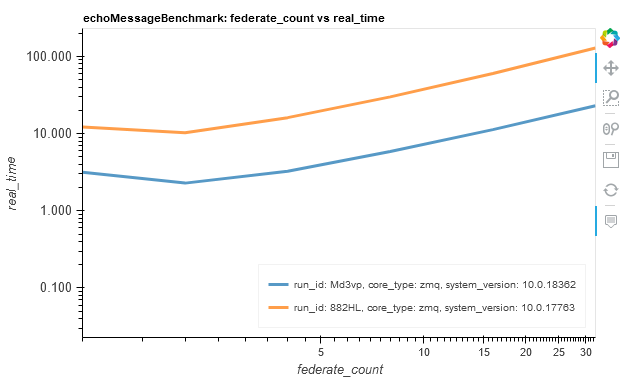 echoMessageBenchmark: federate_count vs real_time
100.000
10.000
1.000
0.100
real_time
run_id: Md3vp, core_type: zmq, system_version: 10.0.18362
run_id: 882HL, core_type: zmq, system_version: 10.0.17763
5 10 15 20 25 30
federate_count